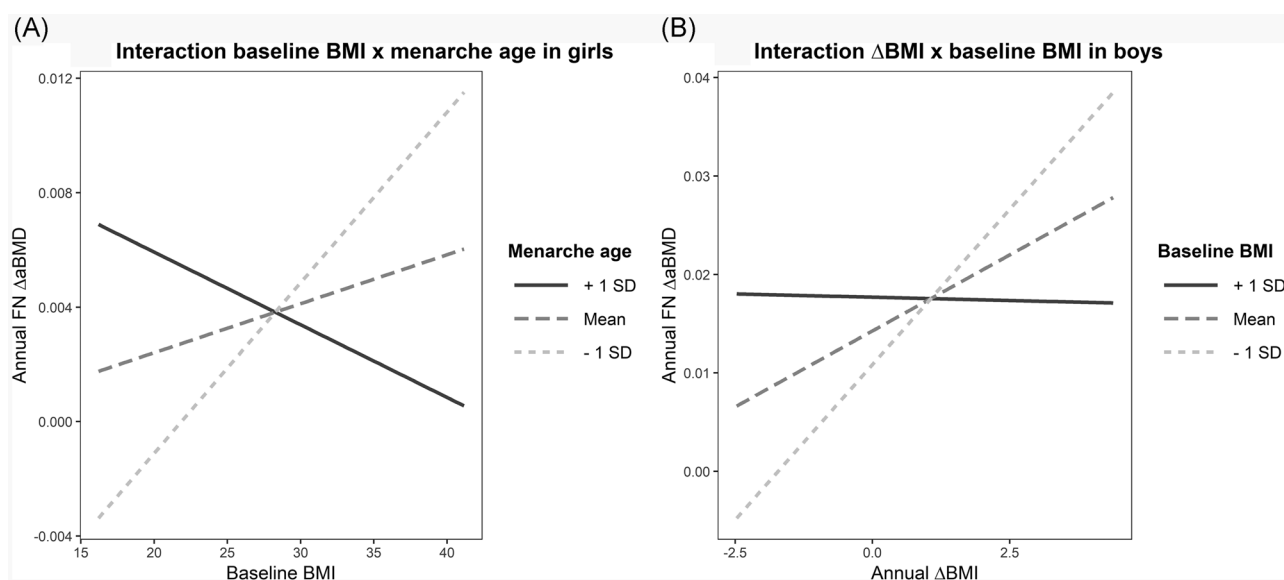 (A)
Interaction baseline BMI x menarche age in girls
0.012
0.008
0.004
0.000
-0.004
Annual FN ΔaBMD
15 20 25 30 35 40
Baseline BMI
Menarche age
+ 1 SD
Mean
- 1 SD
(B)
Interaction ΔBMI x baseline BMI in boys
0.04
0.03
0.02
0.01
0.00
Annual FN ΔaBMD
-2.5 0.0 2.5
Annual ΔBMI
Baseline BMI
+ 1 SD
Mean
- 1 SD